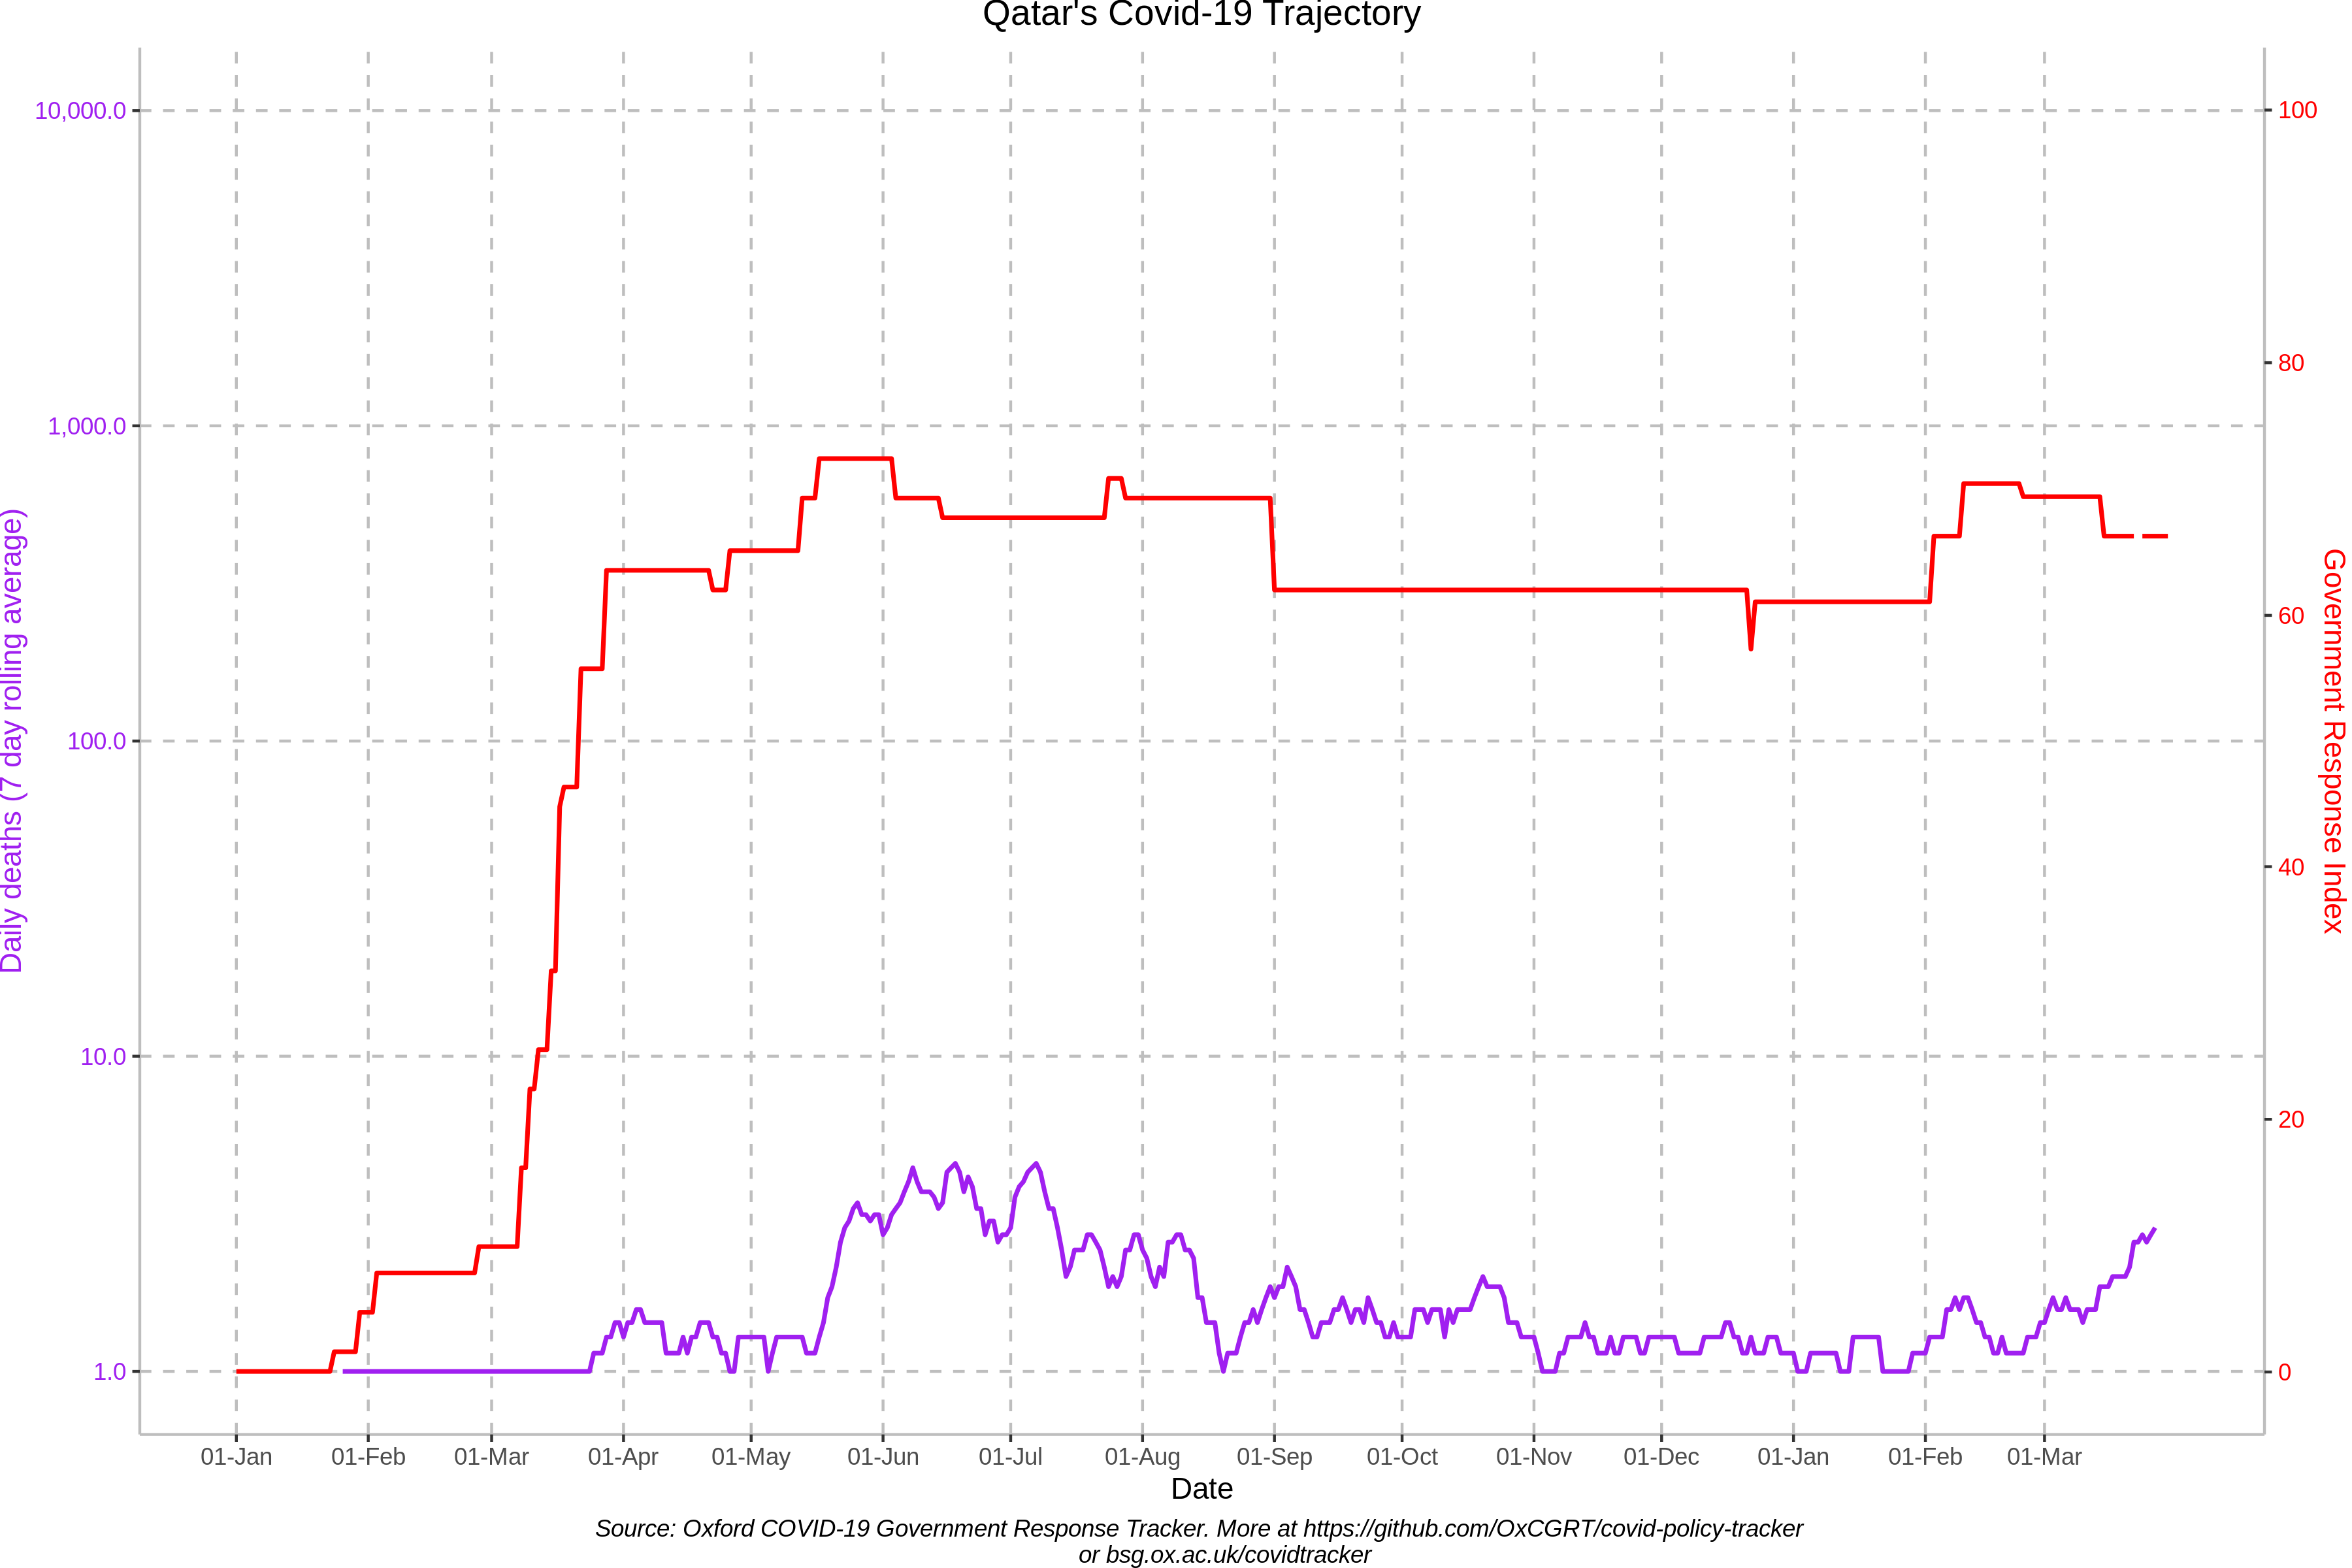 Qatar's Covid-19 Trajectory
10,000.0
1,000.0
100.0
10.0
1.0
Daily deaths (7 day rolling average)
100
80
60
40
20
0
Government Response Index
01-Jan
01-Feb
01-Mar
01-Apr
01-May
01-Jun
01-Jul
01-Aug
01-Sep
01-Oct
01-Nov
01-Dec
01-Jan
01-Feb
01-Mar
Date
Source: Oxford COVID-19 Government Response Tracker. More at https://github.com/OxCGRT/covid-policy-tracker
or bsg.ox.ac.uk/covidtracker